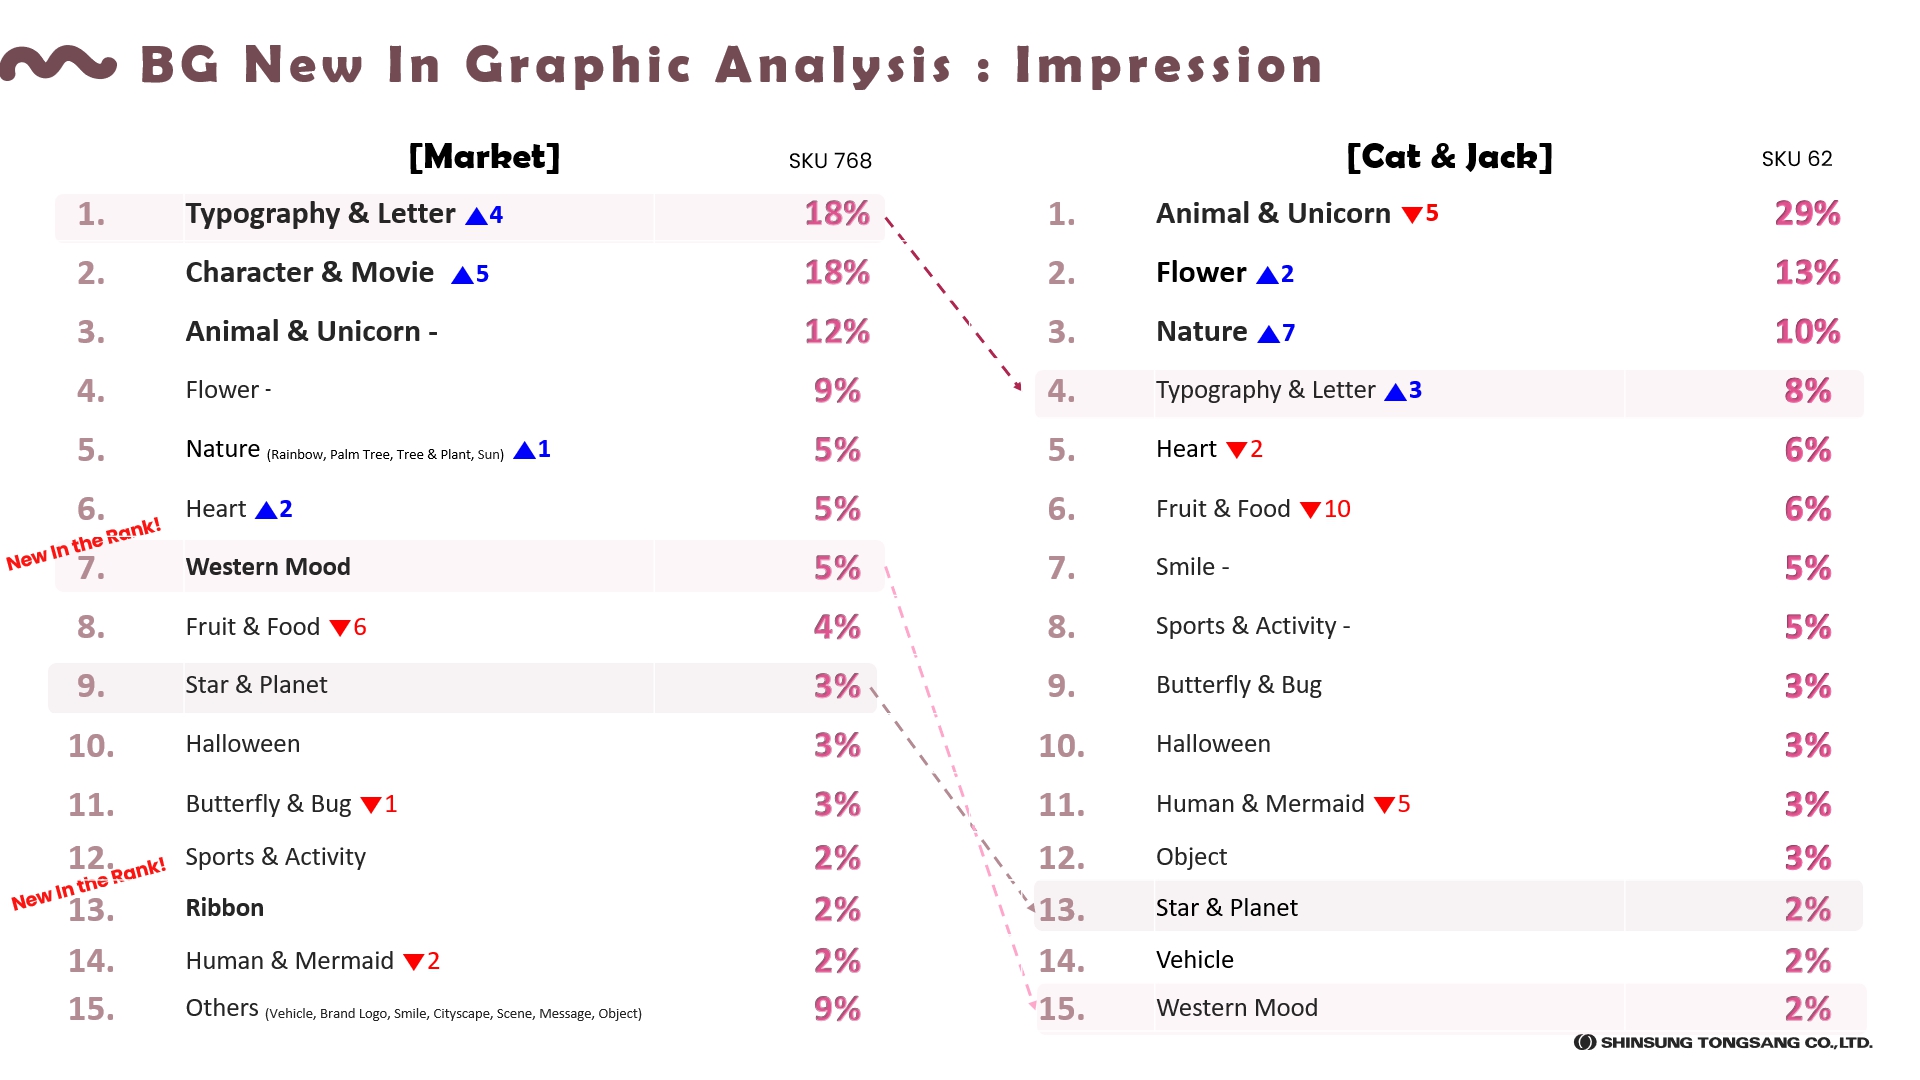 BG New In Graphic Analysis : Impression
[Market] SKU 768
1. Typography & Letter ▲4 18%
2. Character & Movie ▲5 18%
3. Animal & Unicorn - 12%
4. Flower - 9%
5. Nature (Rainbow, Palm Tree, Tree & Plant, Sun) ▲1 5%
6. Heart ▲2 5%
New In the Rank!
7. Western Mood 5%
8. Fruit & Food ▼6 4%
9. Star & Planet 3%
10. Halloween 3%
11. Butterfly & Bug ▼1 3%
12. Sports & Activity 2%
New In the Rank!
13. Ribbon 2%
14. Human & Mermaid ▼2 2%
15. Others (Vehicle, Brand Logo, Smile, Cityscape, Scene, Message, Object) 9%
[Cat & Jack] SKU 62
1. Animal & Unicorn ▼5 29%
2. Flower ▲2 13%
3. Nature ▲7 10%
4. Typography & Letter ▲3 8%
5. Heart ▼2 6%
6. Fruit & Food ▼10 6%
7. Smile - 5%
8. Sports & Activity - 5%
9. Butterfly & Bug 3%
10. Halloween 3%
11. Human & Mermaid ▼5 3%
12. Object 3%
13. Star & Planet 2%
14. Vehicle 2%
15. Western Mood 2%
SHINSUNG TONGSANG CO.,LTD.